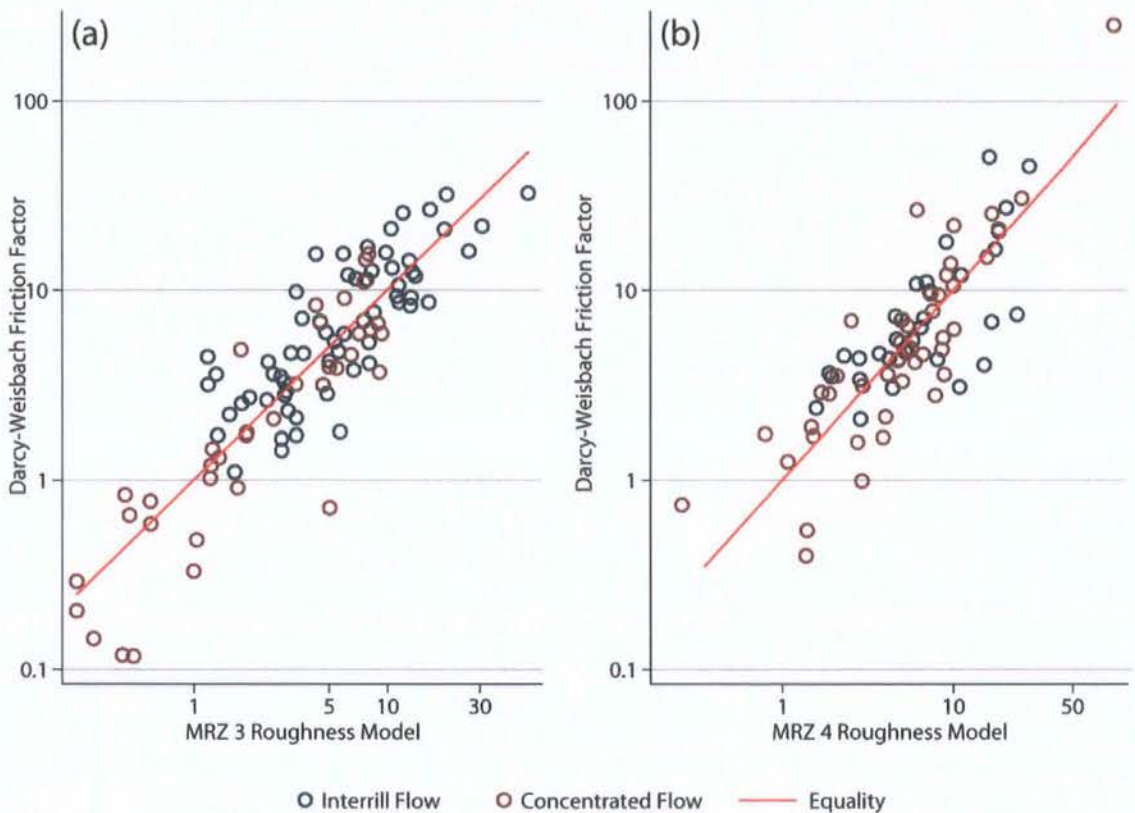 (a)
(b)
Darcy-Weisbach Friction Factor
100
10
1
0.1
1 5 10 30
MRZ 3 Roughness Model
Darcy-Weisbach Friction Factor
100
10
1
0.1
1 10 50
MRZ 4 Roughness Model
Interrill Flow Concentrated Flow Equality